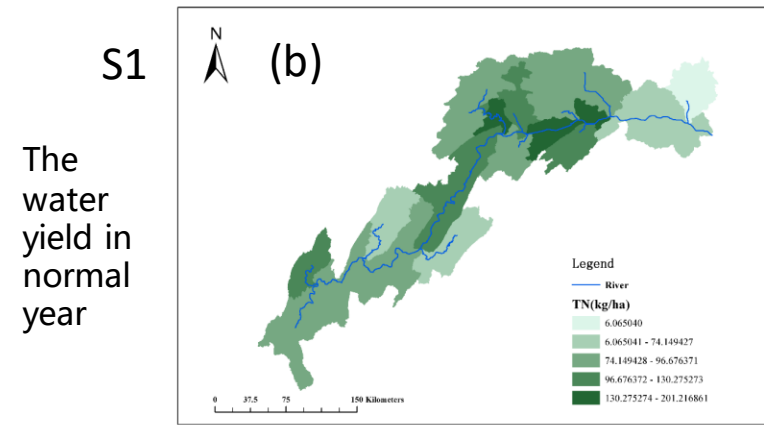 S1
N
(b)
The
water
yield in
normal
year
Legend
River
TN(kg/ha)
6.065040
6.065041 - 74.149427
74.149428 - 96.676371
96.676372 - 130.275273
130.275274 - 201.216861
0 37.5 75 150 Kilometers